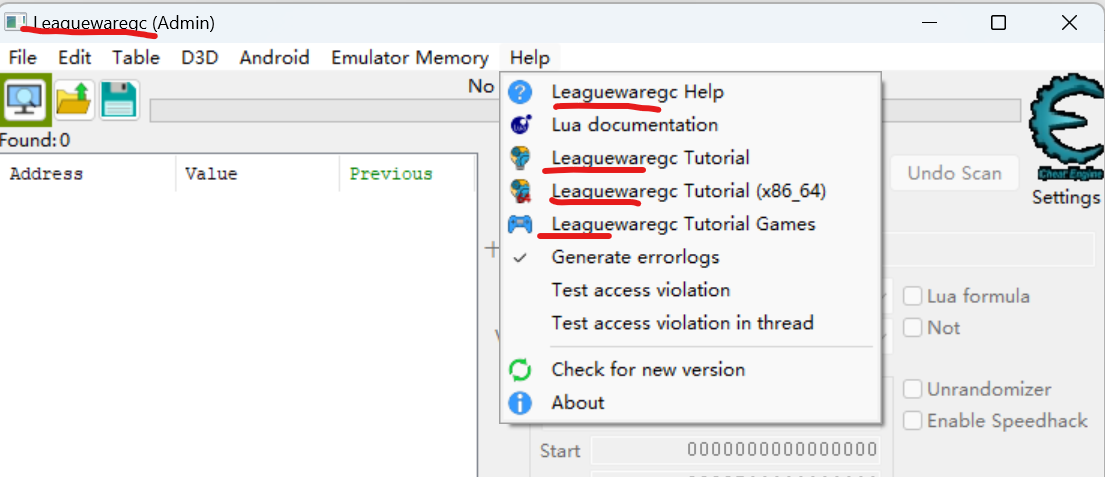 Leaguewaregc (Admin)
File Edit Table D3D Android Emulator Memory Help
No
Found: 0
Address Value Previous
Leaguewaregc Help
Lua documentation
Leaguewaregc Tutorial
Leaguewaregc Tutorial (x86_64)
Leaguewaregc Tutorial Games
✓ Generate errorlogs
Test access violation
Test access violation in thread
Check for new version
About
Cheat Engine
Settings
Undo Scan
Lua formula
Not
Unrandomizer
Enable Speedhack
Start 0000000000000000